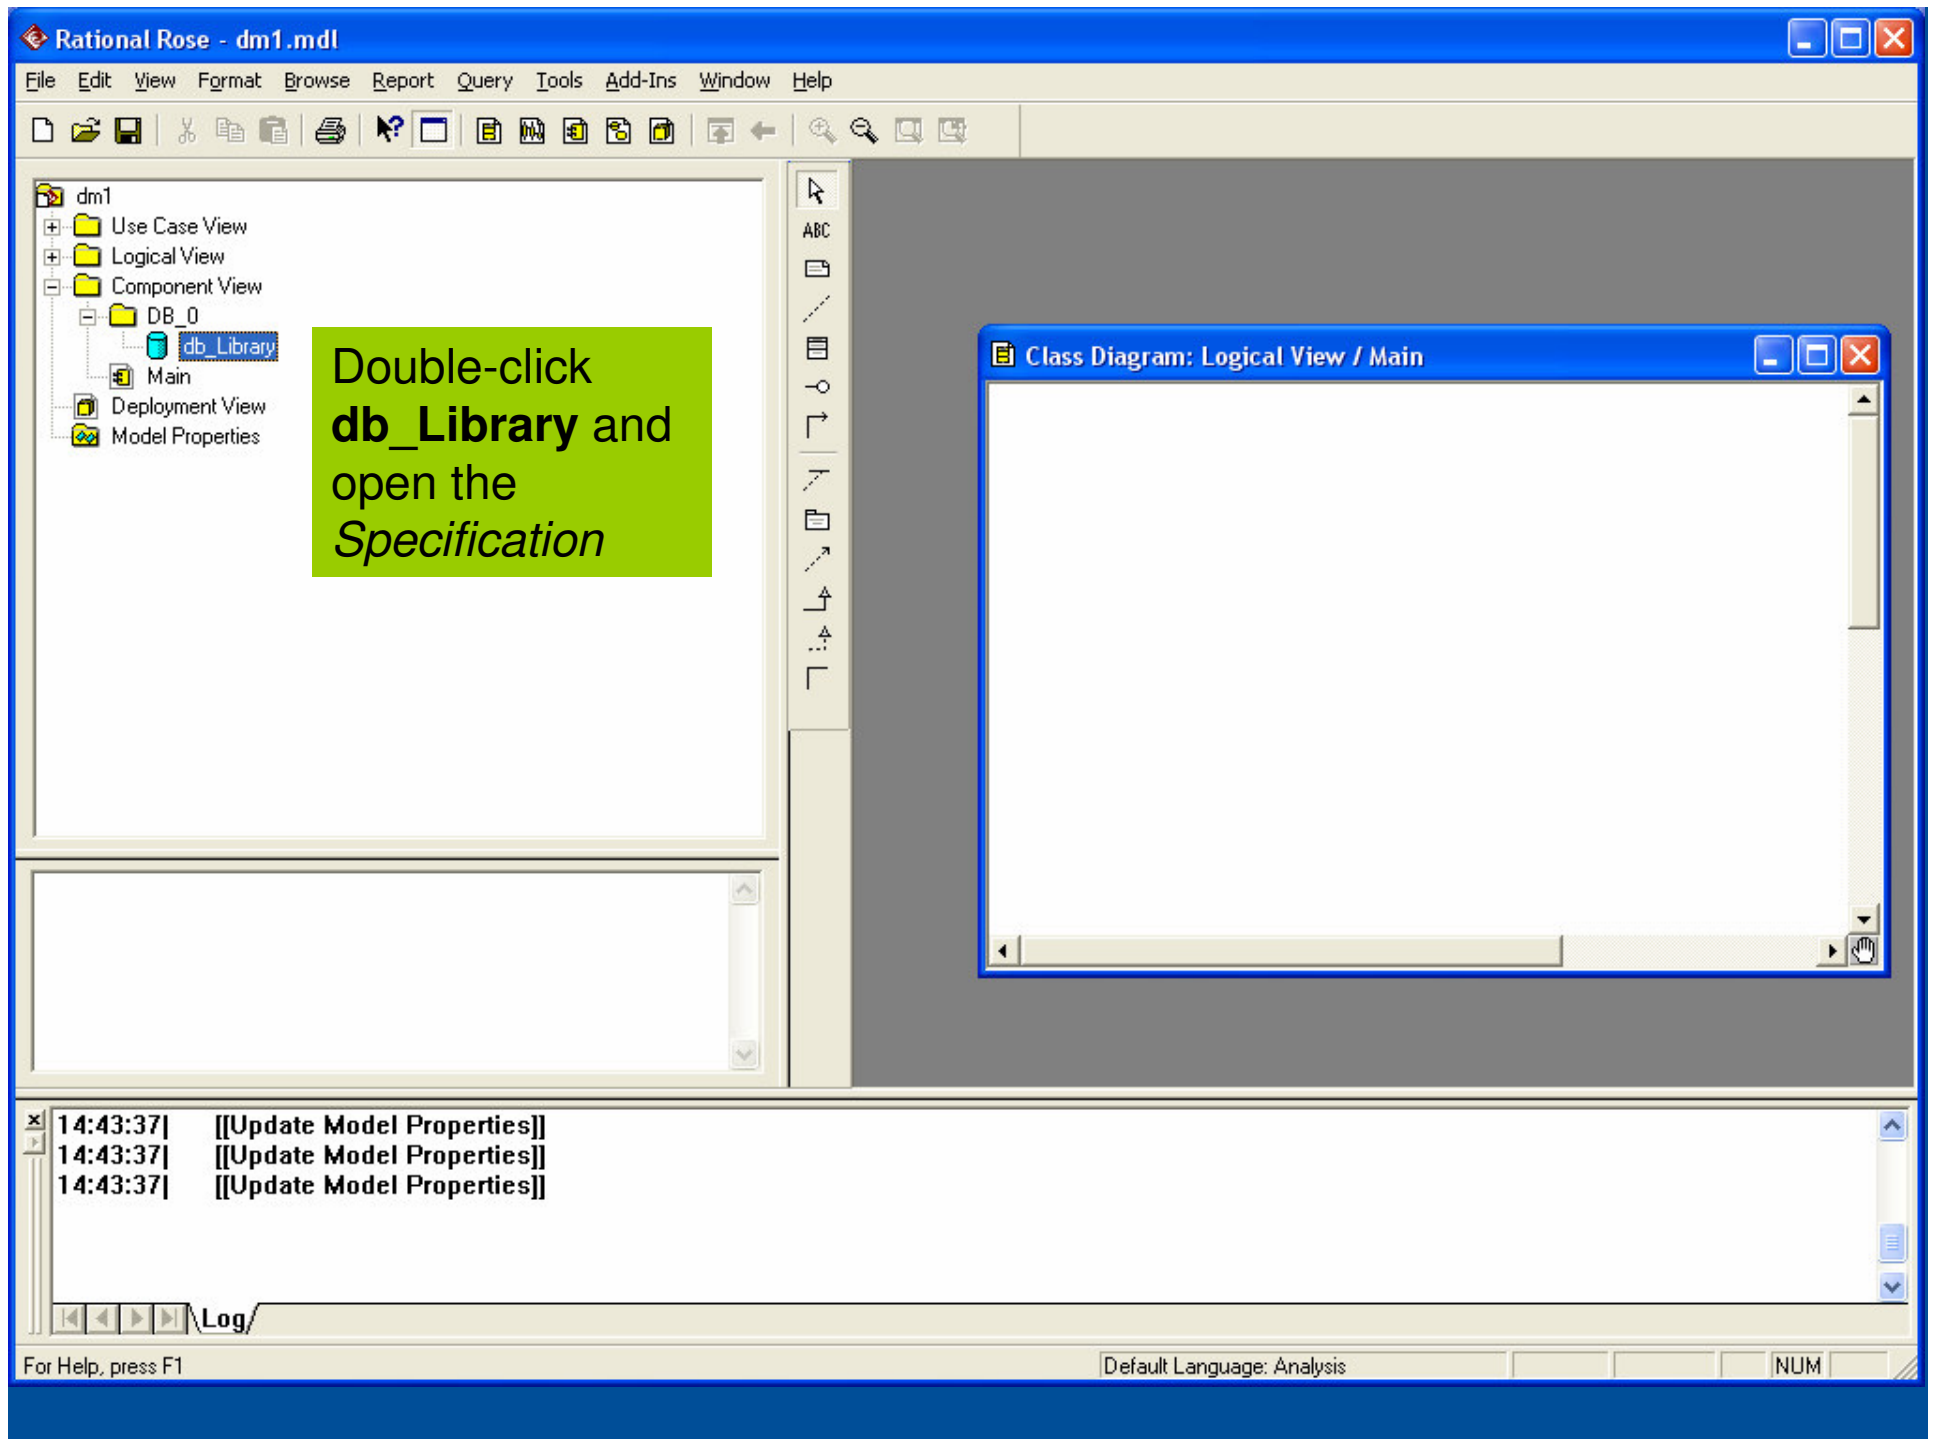 Rational Rose - dm1.mdl
File Edit View Format Browse Report Query Tools Add-Ins Window Help
dm1
Use Case View
Logical View
Component View
DB_0
db_Library
Main
Deployment View
Model Properties
Double-click
db_Library and
open the
Specification
ABC
Class Diagram: Logical View / Main
14:43:37| [[Update Model Properties]]
14:43:37| [[Update Model Properties]]
14:43:37| [[Update Model Properties]]
Log
For Help, press F1
Default Language: Analysis
NUM